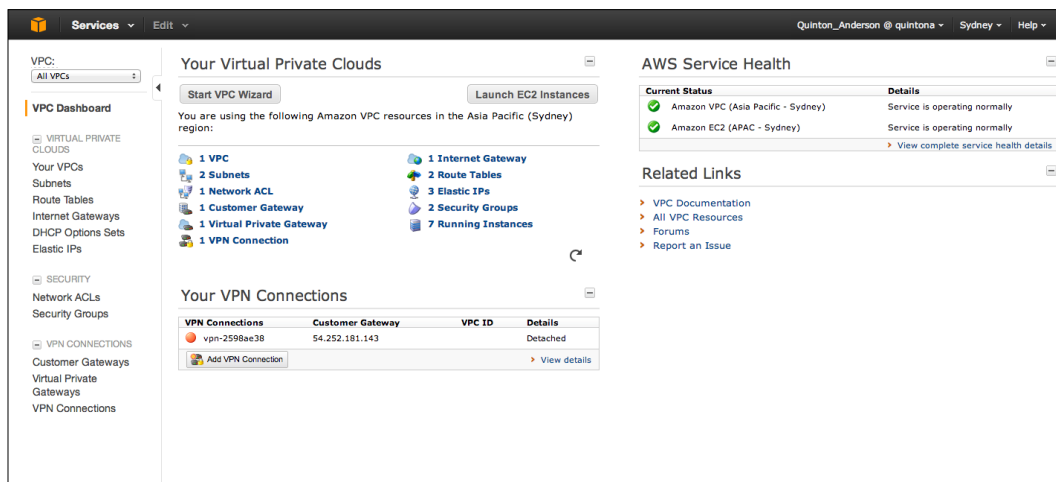 Services Edit Quinton_Anderson @ quintona Sydney Help
VPC:
All VPCs
VPC Dashboard
VIRTUAL PRIVATE
CLOUDS
Your VPCs
Subnets
Route Tables
Internet Gateways
DHCP Options Sets
Elastic IPs
SECURITY
Network ACLs
Security Groups
VPN CONNECTIONS
Customer Gateways
Virtual Private
Gateways
VPN Connections
Your Virtual Private Clouds
Start VPC Wizard Launch EC2 Instances
You are using the following Amazon VPC resources in the Asia Pacific (Sydney)
region:
1 VPC 1 Internet Gateway
2 Subnets 2 Route Tables
1 Network ACL 3 Elastic IPs
1 Customer Gateway 2 Security Groups
1 Virtual Private Gateway 7 Running Instances
1 VPN Connection
Your VPN Connections
VPN Connections Customer Gateway VPC ID Details
vpn-2598ae38 54.252.181.143 Detached
Add VPN Connection View details
AWS Service Health
Current Status Details
Amazon VPC (Asia Pacific - Sydney) Service is operating normally
Amazon EC2 (APAC - Sydney) Service is operating normally
View complete service health details
Related Links
VPC Documentation
All VPC Resources
Forums
Report an Issue